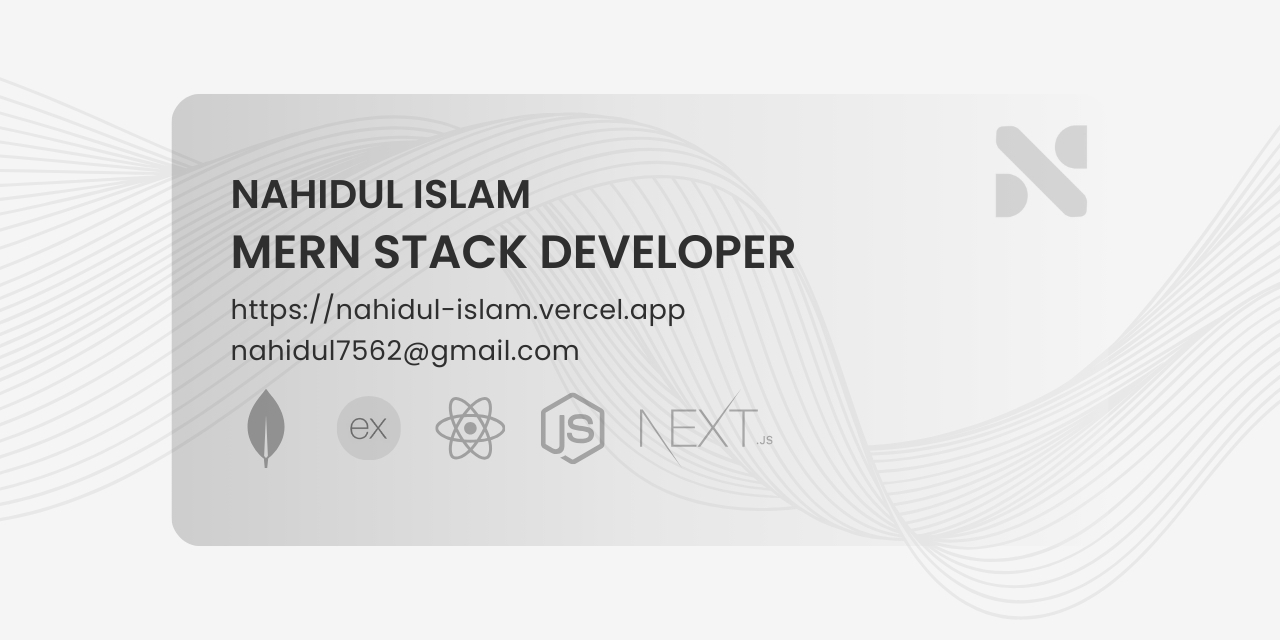 NAHIDUL ISLAM
MERN STACK DEVELOPER
https://nahidul-islam.vercel.app
nahidul7562@gmail.com
ex JS NEXT.JS